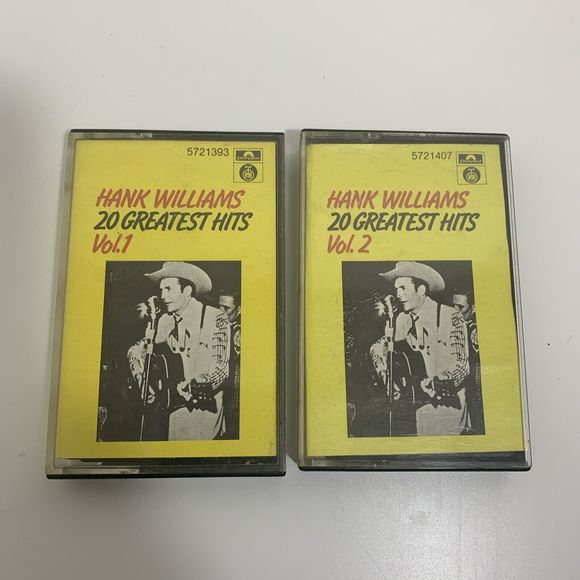 5721393
HANK WILLIAMS
20 GREATEST HITS
Vol.1
5721407
HANK WILLIAMS
20 GREATEST HITS
Vol. 2